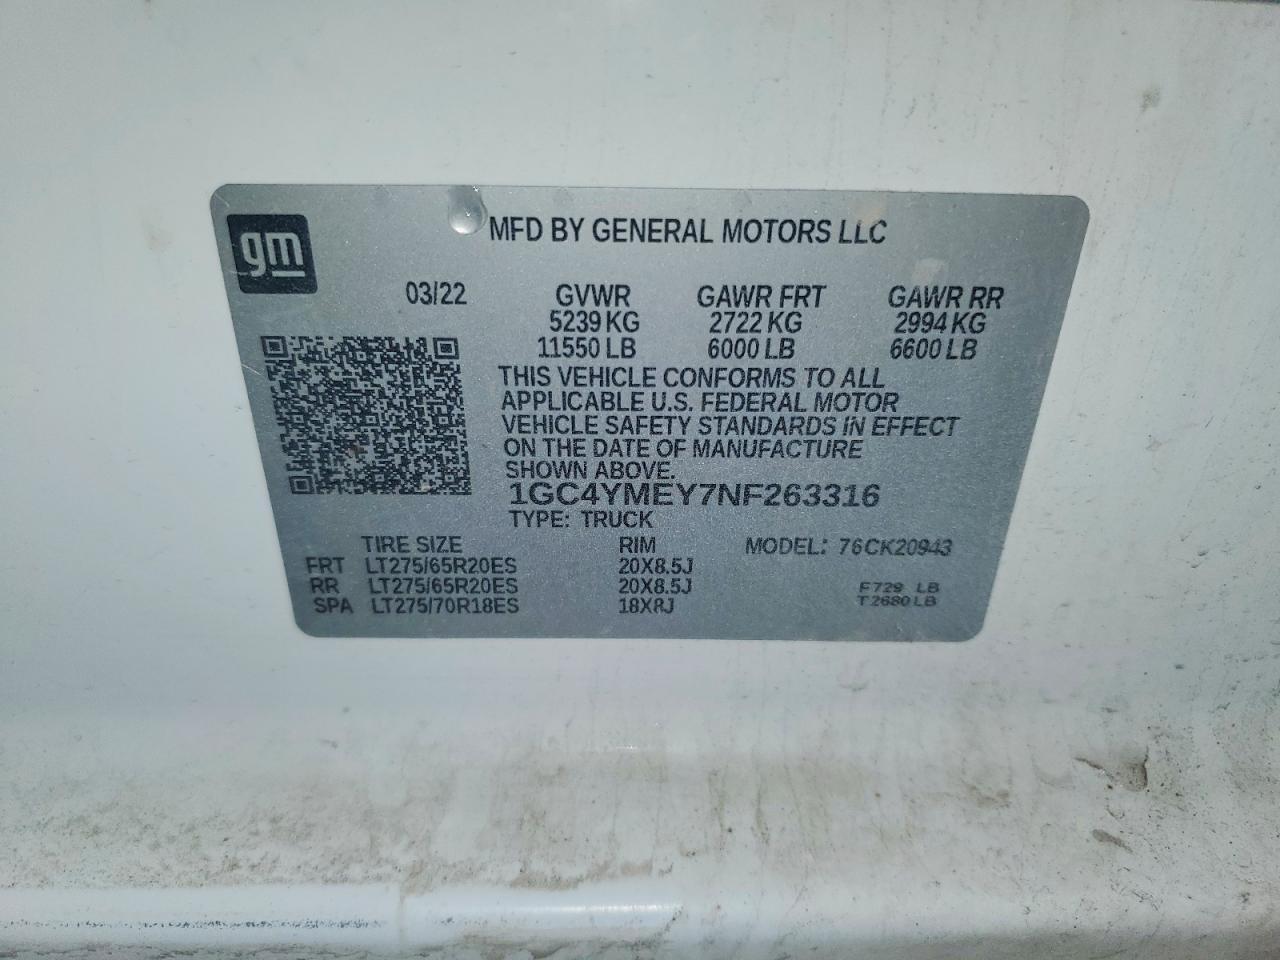 gm
MFD BY GENERAL MOTORS LLC
03/22 GVWR GAWR FRT GAWR RR
5239 KG 2722 KG 2994 KG
11550 LB 6000 LB 6600 LB
THIS VEHICLE CONFORMS TO ALL
APPLICABLE U.S. FEDERAL MOTOR
VEHICLE SAFETY STANDARDS IN EFFECT
ON THE DATE OF MANUFACTURE
SHOWN ABOVE.
1GC4YMEY7NF263316
TYPE: TRUCK
TIRE SIZE RIM MODEL: 76CK20943
FRT LT275/65R20ES 20X8.5J
RR LT275/65R20ES 20X8.5J F729 LB
SPA LT275/70R18ES 18X8J T2680 LB